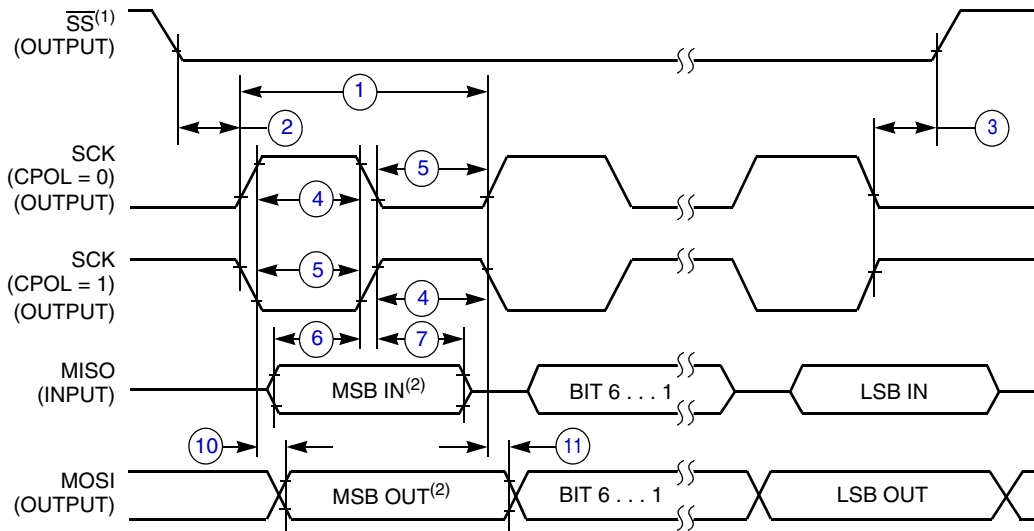 SS(1)
(OUTPUT)
1
2
3
SCK
(CPOL = 0)
(OUTPUT)
5
4
SCK
(CPOL = 1)
(OUTPUT)
5
4
6
7
MISO
(INPUT)
MSB IN(2)
BIT 6 . . . 1
LSB IN
10
11
MOSI
(OUTPUT)
MSB OUT(2)
BIT 6 . . . 1
LSB OUT